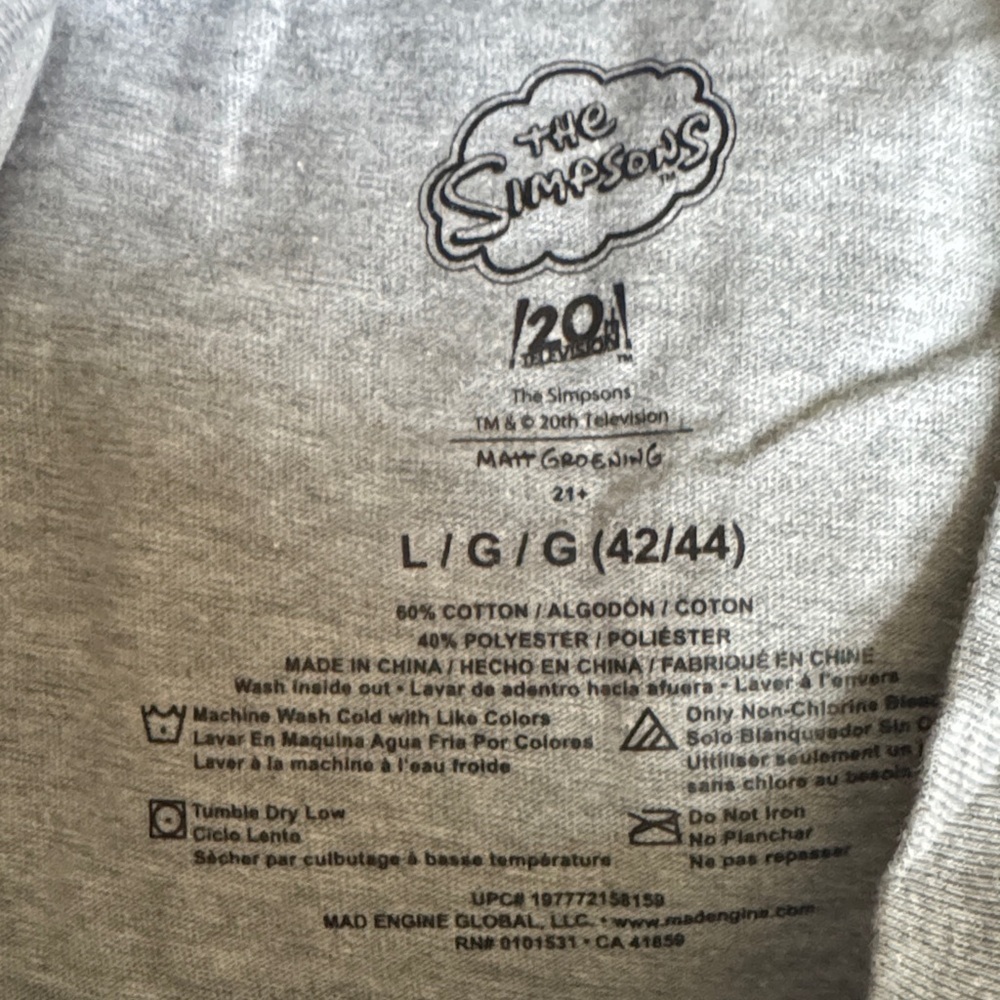 THE
SIMPSONS
TM
20th
TELEVISION
TM
The Simpsons
TM & © 20th Television
MATT GROENING
21+
L / G / G (42/44)
60% COTTON / ALGODÓN / COTON
40% POLYESTER / POLIÉSTER
MADE IN CHINA / HECHO EN CHINA / FABRIQUÉ EN CHINE
Wash Inside out • Lavar de adentro hacia afuera - Laver à l'envers
Machine Wash Cold with Like Colors
Lavar En Maquina Agua Fria Por Colores
Laver à la machine à l'eau froide
Only Non-Chlorine
Solo Blanqueador Sin
Uttiliser seulement un
sans chlore au besoin
Tumble Dry Low
Ciclo Lento
Sècher par culbutage à basse température
Do Not Iron
No Planchar
Ne pas repasser
UPC# 197772158159
MAD ENGINE GLOBAL, LLC. • www.madengine.com
RN# 0101531 • CA 41859